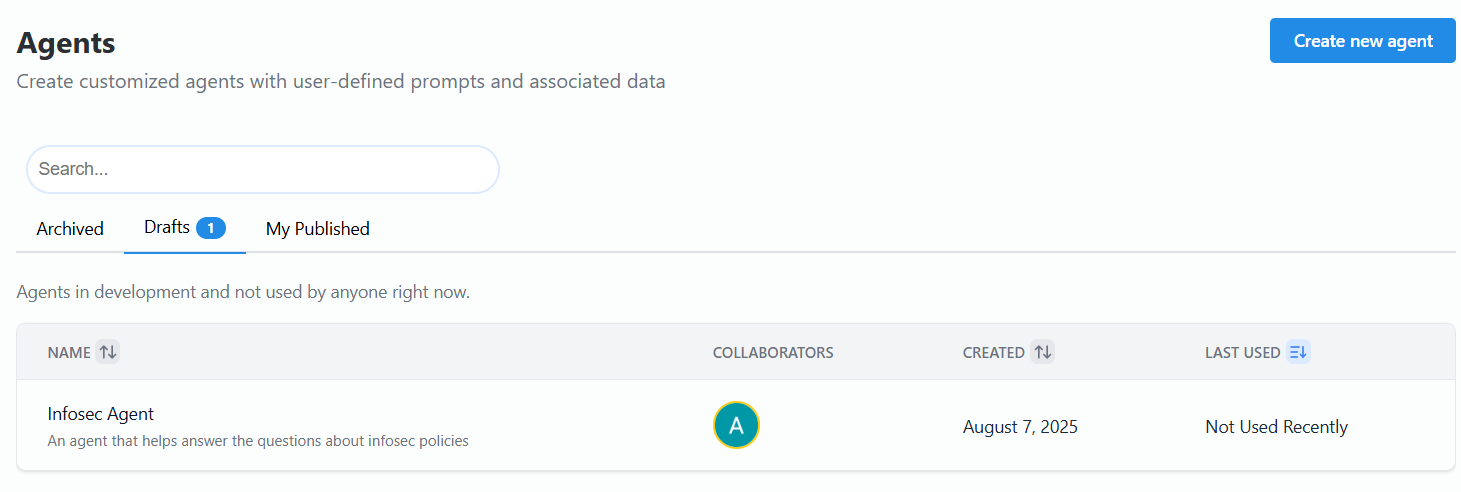 Agents
Create new agent
Create customized agents with user-defined prompts and associated data
Search...
Archived Drafts 1 My Published
Agents in development and not used by anyone right now.
NAME COLLABORATORS CREATED LAST USED
Infosec Agent
An agent that helps answer the questions about infosec policies
A August 7, 2025 Not Used Recently